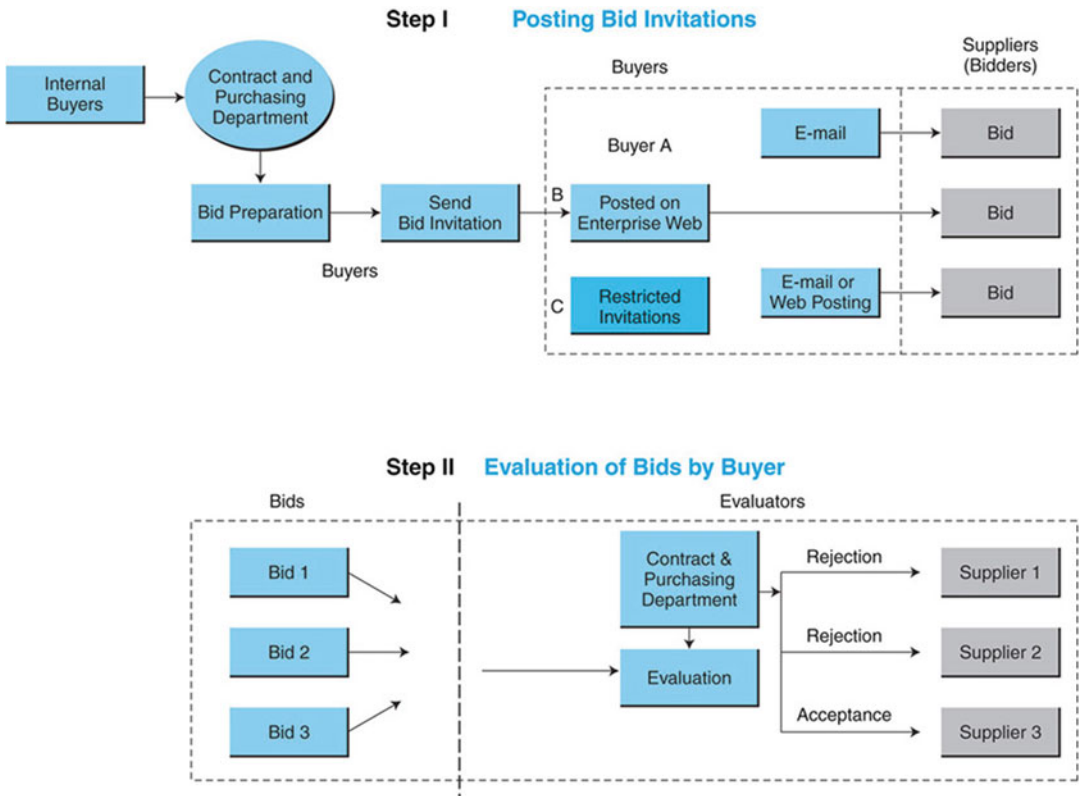 Step I Posting Bid Invitations
Internal
Buyers
Contract and
Purchasing
Department
Bid Preparation
Send
Bid Invitation
Buyers
Buyers
Suppliers
(Bidders)
Buyer A
E-mail
Bid
B
Posted on
Enterprise Web
Bid
C
Restricted
Invitations
E-mail or
Web Posting
Bid
Step II Evaluation of Bids by Buyer
Bids
Evaluators
Bid 1
Bid 2
Bid 3
Contract &
Purchasing
Department
Evaluation
Rejection
Supplier 1
Rejection
Supplier 2
Acceptance
Supplier 3